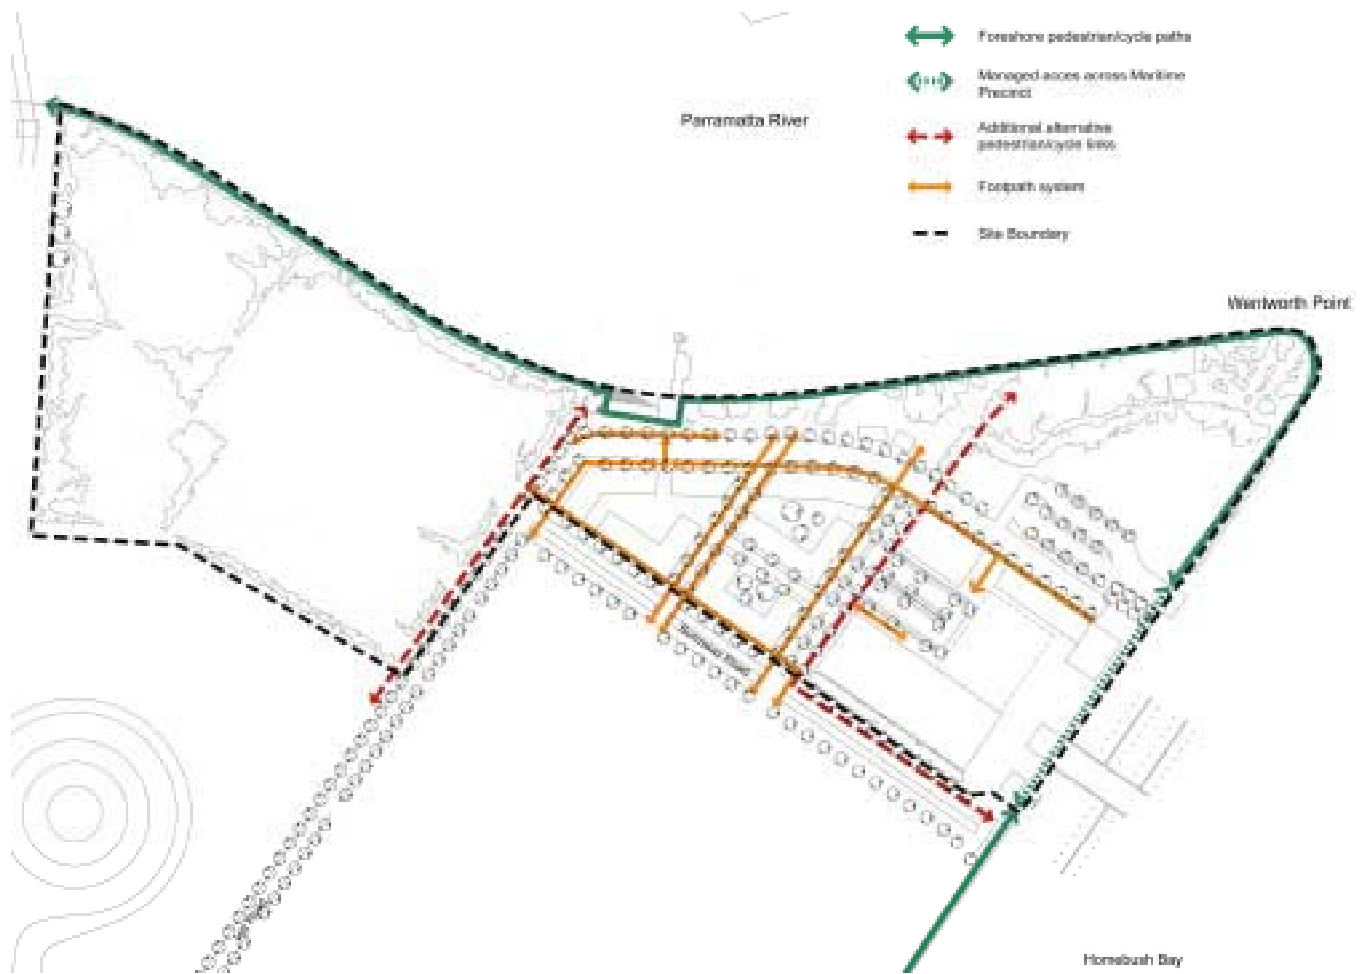 Foreshore pedestrian/cycle paths
Managed acces across Maritime
Precinct
Parramatta River
Additional alternative
pedestrian/cycle links
Footpath system
Site Boundary
Wentworth Point
Homebush Bay